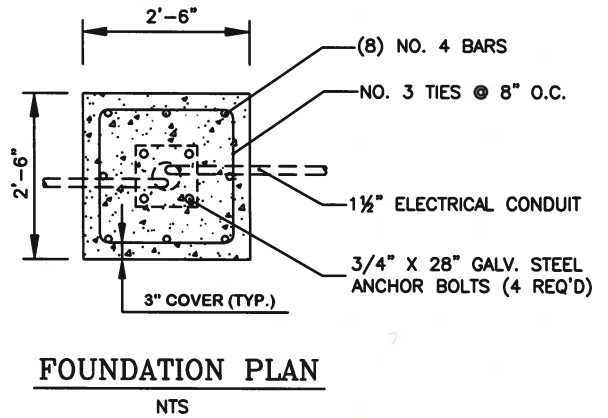 2'-6"
(8) NO. 4 BARS
NO. 3 TIES @ 8" O.C.
2'-6"
1½" ELECTRICAL CONDUIT
3/4" X 28" GALV. STEEL
ANCHOR BOLTS (4 REQ'D)
3" COVER (TYP.)
FOUNDATION PLAN
NTS